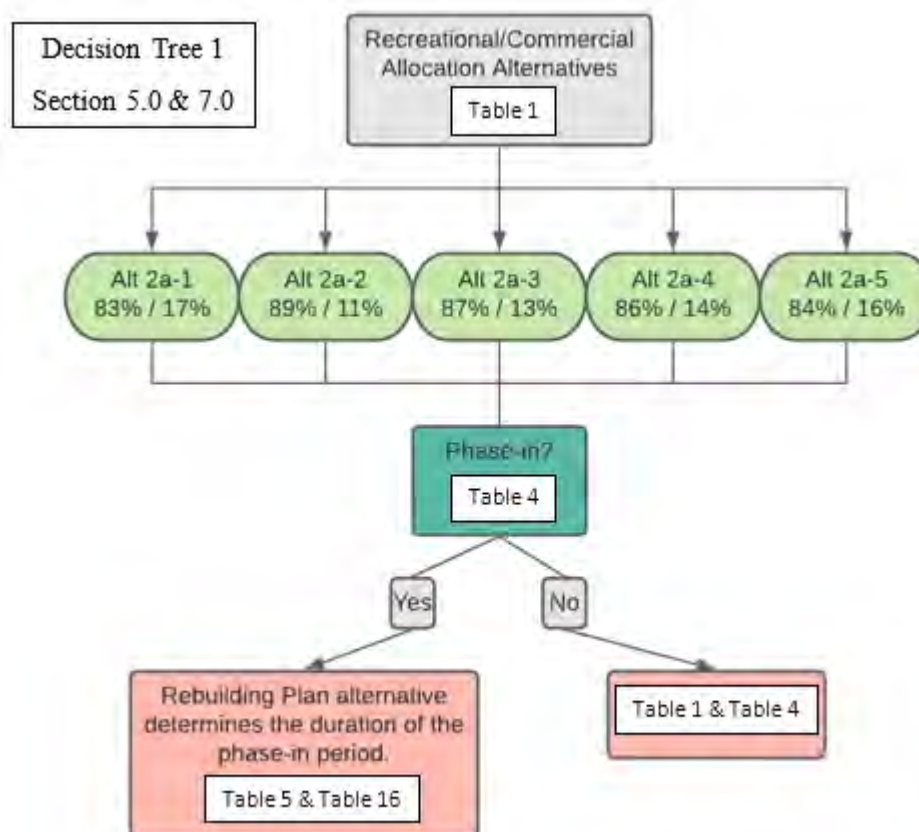 Decision Tree 1
Section 5.0 & 7.0
Recreational/Commercial
Allocation Alternatives
Table 1
Alt 2a-1
83% / 17%
Alt 2a-2
89% / 11%
Alt 2a-3
87% / 13%
Alt 2a-4
86% / 14%
Alt 2a-5
84% / 16%
Phase-in?
Table 4
Yes
No
Rebuilding Plan alternative
determines the duration of the
phase-in period.
Table 5 & Table 16
Table 1 & Table 4